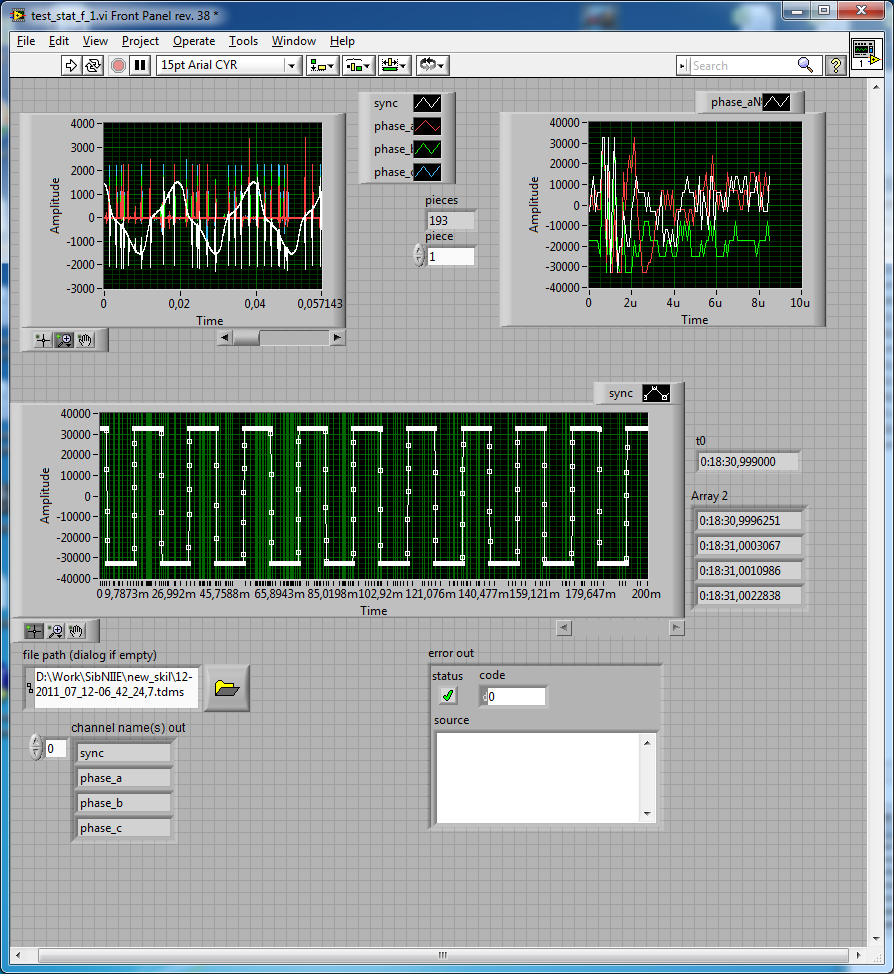 test_stat_f_1.vi Front Panel rev. 38 *
File Edit View Project Operate Tools Window Help
15pt Arial CYR
Search
?
1
sync
phase_a
phase_
phase_
pieces
193
piece
1
Amplitude
4000
3000
2000
1000
0
-1000
-2000
-3000
0 0,02 0,04 0,057143
Time
phase_aN
Amplitude
40000
30000
20000
10000
0
-10000
-20000
-30000
-40000
0 2u 4u 6u 8u 10u
Time
sync
Amplitude
40000
30000
20000
10000
0
-10000
-20000
-30000
-40000
0 9,7873m 26,992m 45,7588m 65,8943m 85,0198m 102,92m 121,076m 140,477m 159,121m 179,647m 200m
Time
t0
0:18:30,999000
Array 2
0:18:30,9996251
0:18:31,0003067
0:18:31,0010986
0:18:31,0022838
file path (dialog if empty)
D:\Work\SibNIIE\new_skil\12-
2011_07_12-06_42_24,7.tdms
channel name(s) out
0
sync
phase_a
phase_b
phase_c
error out
status code
d0
source